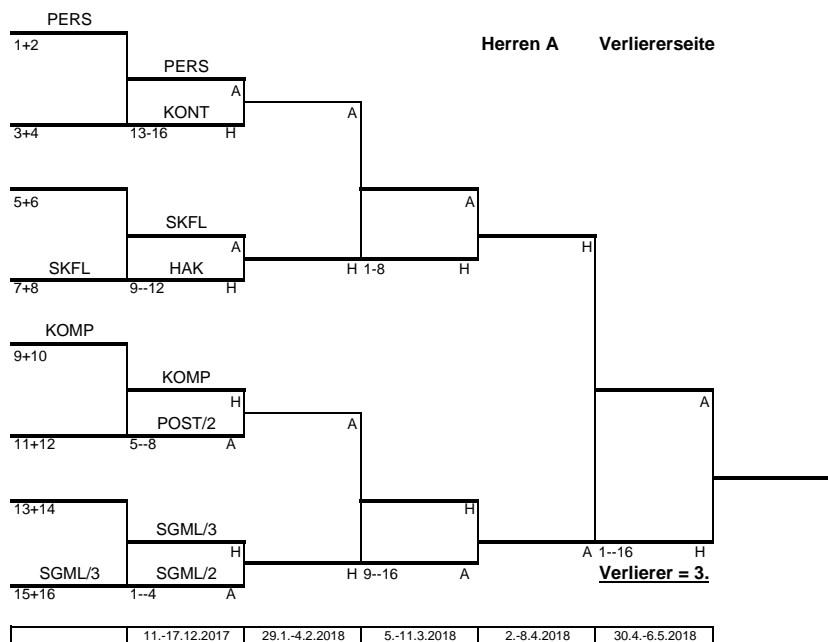 PERS
1+2
Herren A Verliererseite
PERS
A
KONT
A
3+4 13-16 H
5+6
A
SKFL
A
H
SKFL HAK
H 1-8 H
7+8 9--12 H
KOMP
9+10
KOMP
H
A
POST/2
A
11+12 5--8 A
13+14
H
SGML/3
H
A 1--16 H
SGML/3 SGML/2
H 9--16 A
Verlierer = 3.
15+16 1--4 A
11.-17.12.2017 29.1.-4.2.2018 5.-11.3.2018 2.-8.4.2018 30.4.-6.5.2018